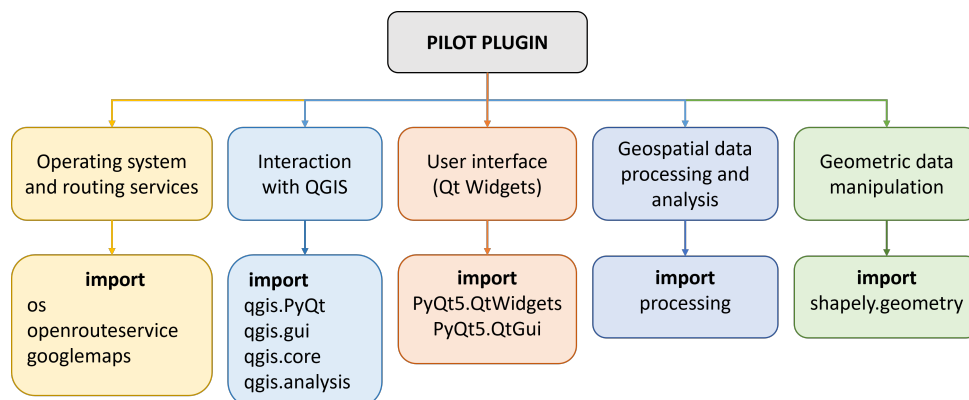 PILOT PLUGIN
Operating system
and routing services
Interaction
with QGIS
User interface
(Qt Widgets)
Geospatial data
processing and
analysis
Geometric data
manipulation
import
os
openrouteservice
googlemaps
import
qgis.PyQt
qgis.gui
qgis.core
qgis.analysis
import
PyQt5.QtWidgets
PyQt5.QtGui
import
processing
import
shapely.geometry